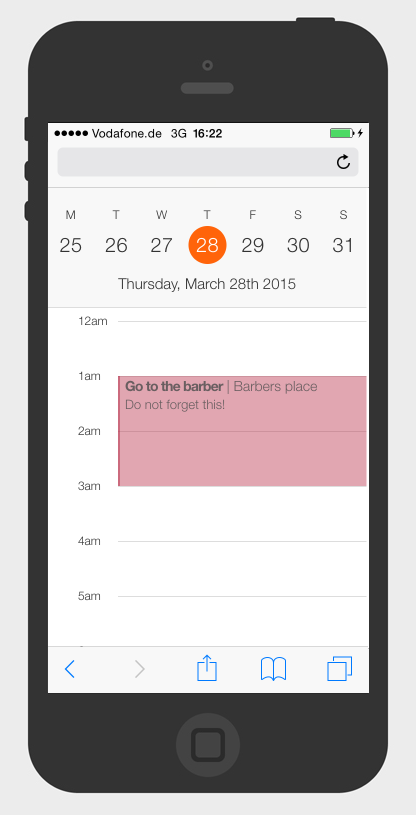 Vodafone.de 3G 16:22
M T W T F S S
25 26 27 28 29 30 31
Thursday, March 28th 2015
12am
1am
Go to the barber | Barbers place
Do not forget this!
2am
3am
4am
5am